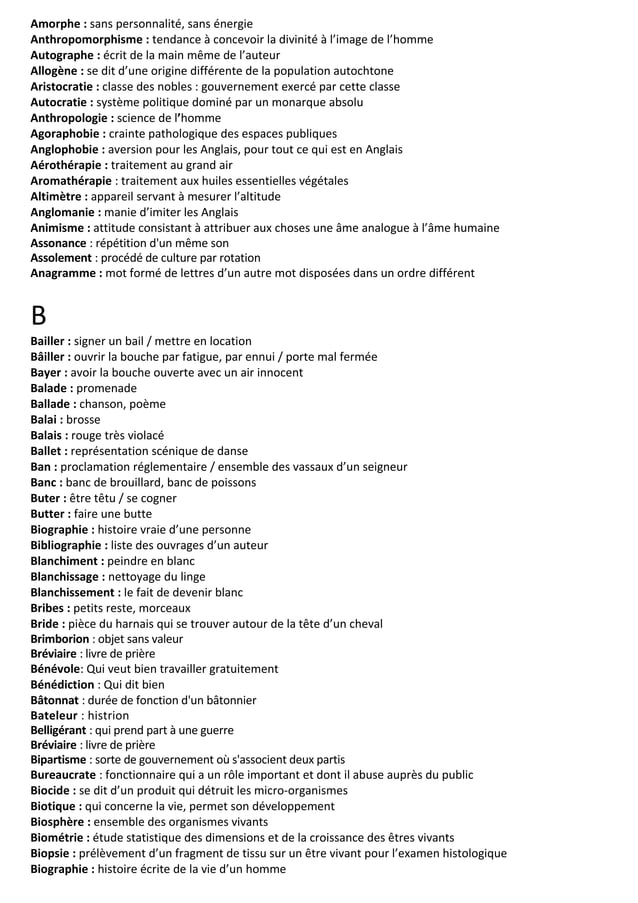 Amorphe : sans personnalité, sans énergie
Anthropomorphisme : tendance à concevoir la divinité à l’image de l’homme
Autographe : écrit de la main même de l’auteur
Allogène : se dit d’une origine différente de la population autochtone
Aristocratie : classe des nobles : gouvernement exercé par cette classe
Autocratie : système politique dominé par un monarque absolu
Anthropologie : science de l’homme
Agoraphobie : crainte pathologique des espaces publiques
Anglophobie : aversion pour les Anglais, pour tout ce qui est en Anglais
Aérothérapie : traitement au grand air
Aromathérapie : traitement aux huiles essentielles végétales
Altimètre : appareil servant à mesurer l’altitude
Anglomanie : manie d’imiter les Anglais
Animisme : attitude consistant à attribuer aux choses une âme analogue à l’âme humaine
Assonance : répétition d'un même son
Assolement : procédé de culture par rotation
Anagramme : mot formé de lettres d’un autre mot disposées dans un ordre différent
B
Bailler : signer un bail / mettre en location
Bâiller : ouvrir la bouche par fatigue, par ennui / porte mal fermée
Bayer : avoir la bouche ouverte avec un air innocent
Balade : promenade
Ballade : chanson, poème
Balai : brosse
Balais : rouge très violacé
Ballet : représentation scénique de danse
Ban : proclamation réglementaire / ensemble des vassaux d’un seigneur
Banc : banc de brouillard, banc de poissons
Buter : être têtu / se cogner
Butter : faire une butte
Biographie : histoire vraie d’une personne
Bibliographie : liste des ouvrages d’un auteur
Blanchiment : peindre en blanc
Blanchissage : nettoyage du linge
Blanchissement : le fait de devenir blanc
Bribes : petits reste, morceaux
Bride : pièce du harnais qui se trouver autour de la tête d’un cheval
Brimborion : objet sans valeur
Bréviaire : livre de prière
Bénévole: Qui veut bien travailler gratuitement
Bénédiction : Qui dit bien
Bâtonnat : durée de fonction d'un bâtonnier
Bateleur : histrion
Belligérant : qui prend part à une guerre
Bréviaire : livre de prière
Bipartisme : sorte de gouvernement où s'associent deux partis
Bureaucrate : fonctionnaire qui a un rôle important et dont il abuse auprès du public
Biocide : se dit d’un produit qui détruit les micro-organismes
Biotique : qui concerne la vie, permet son développement
Biosphère : ensemble des organismes vivants
Biométrie : étude statistique des dimensions et de la croissance des êtres vivants
Biopsie : prélèvement d’un fragment de tissu sur un être vivant pour l’examen histologique
Biographie : histoire écrite de la vie d’un homme